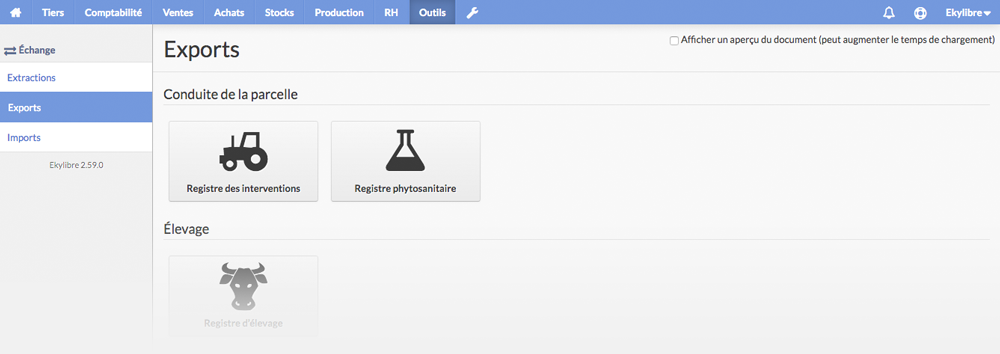 Tiers Comptabilité Ventes Achats Stocks Production RH Outils Ekylibre
Échange
Extractions
Exports
Imports
Ekylibre 2.59.0
Exports
Afficher un aperçu du document (peut augmenter le temps de chargement)
Conduite de la parcelle
Registre des interventions
Registre phytosanitaire
Élevage
Registre d'élevage